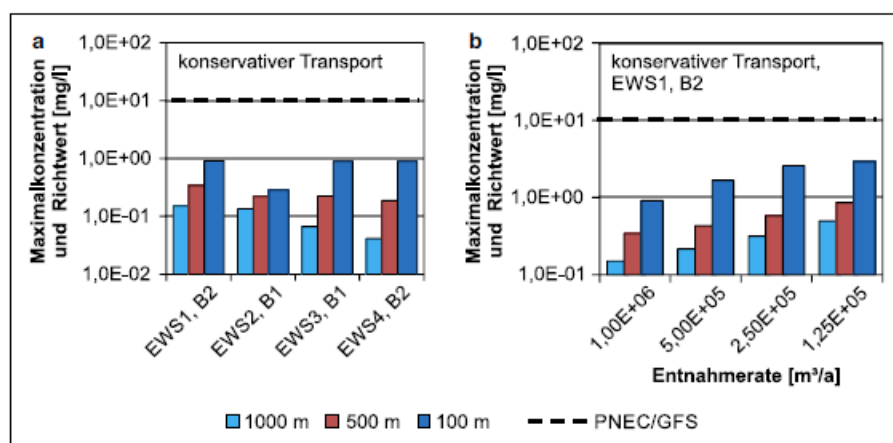 a
Maximalkonzentration
und Richtwert [mg/l]
1,0E+02
1,0E+01
1,0E+00
1,0E-01
1,0E-02
konservativer Transport
EWS1, B2
EWS2, B1
EWS3, B1
EWS4, B2
b
Maximalkonzentration
und Richtwert [mg/l]
1,0E+02
1,0E+01
1,0E+00
1,0E-01
konservativer Transport,
EWS1, B2
1,00E+06
5,00E+05
2,50E+05
1,25E+05
Entnahmerate [m³/a]
1000 m 500 m 100 m PNEC/GFS